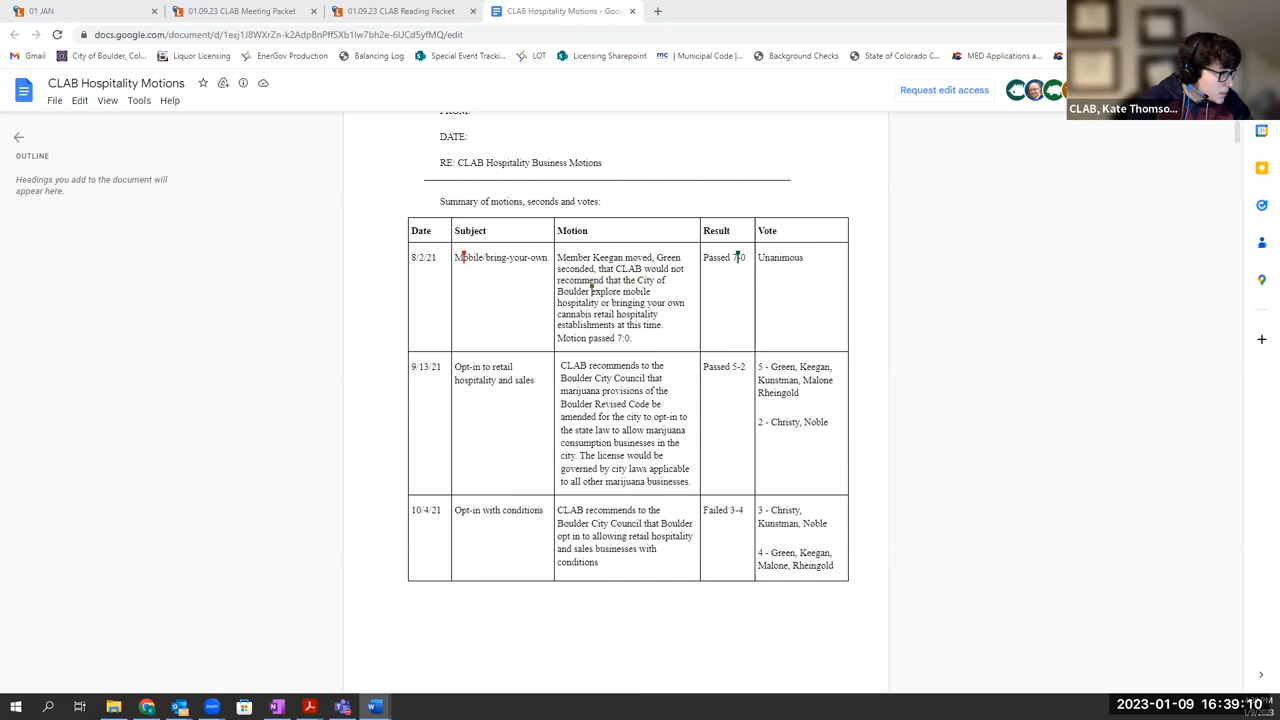 01 JAN
01.09.23 CLAB Meeting Packet
01.09.23 CLAB Reading Packet
CLAB Hospitality Motions - Goo
docs.google.com/document/d/1exj1J8WXrZn-k2AdpBnPffSXb1Iw7bh2e-6UCd5yfMQ/edit
Gmail
City of Boulder, Col...
Liquor Licensing
EnerGov Production
Balancing Log
Special Event Tracki...
LOT
Licensing Sharepoint
Municipal Code |...
Background Checks
State of Colorado C...
MED Applications a
CLAB, Kate Thomso...
CLAB Hospitality Motions
File Edit View Tools Help
Request edit access
OUTLINE
Headings you add to the document will
appear here.
FROM:
DATE:
RE: CLAB Hospitality Business Motions
Summary of motions, seconds and votes:
Date Subject Motion Result Vote
8/2/21
Mobile/bring-your-own
Member Keegan moved, Green
seconded, that CLAB would not
recommend that the City of
Boulder explore mobile
hospitality or bringing your own
cannabis retail hospitality
establishments at this time.
Motion passed 7:0.
Passed 7-0
Unanimous
9/13/21
Opt-in to retail
hospitality and sales
CLAB recommends to the
Boulder City Council that
marijuana provisions of the
Boulder Revised Code be
amended for the city to opt-in to
the state law to allow marijuana
consumption businesses in the
city. The license would be
governed by city laws applicable
to all other marijuana businesses.
Passed 5-2
5 - Green, Keegan,
Kunstman, Malone
Rheingold
2 - Christy, Noble
10/4/21
Opt-in with conditions
CLAB recommends to the
Boulder City Council that Boulder
opt in to allowing retail hospitality
and sales businesses with
conditions
Failed 3-4
3 - Christy,
Kunstman, Noble
4 - Green, Keegan,
Malone, Rheingold
2023-01-09 16:39:10